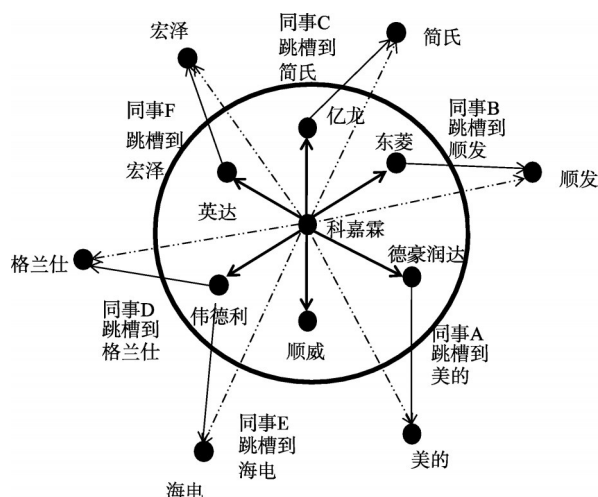 宏泽
同事C
跳槽到
简氏
简氏
同事F
跳槽到
宏泽
亿龙
东菱
同事B
跳槽到
顺发
顺发
英达
科嘉霖
格兰仕
德豪润达
同事D
跳槽到
格兰仕
伟德利
顺威
同事A
跳槽到
美的
同事E
跳槽到
海电
美的
海电